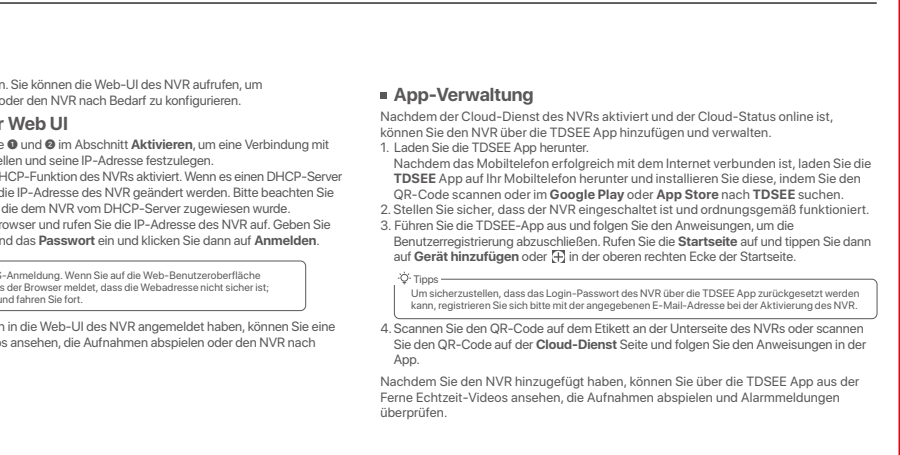 n. Sie können die Web-UI des NVR aufrufen, um
oder den NVR nach Bedarf zu konfigurieren.
r Web UI
e ❶ und ❷ im Abschnitt Aktivieren, um eine Verbindung mit
ellen und seine IP-Adresse festzulegen.
HCP-Funktion des NVRs aktiviert. Wenn es einen DHCP-Server
die IP-Adresse des NVR geändert werden. Bitte beachten Sie
die dem NVR vom DHCP-Server zugewiesen wurde.
rowser und rufen Sie die IP-Adresse des NVR auf. Geben Sie
nd das Passwort ein und klicken Sie dann auf Anmelden.
S-Anmeldung. Wenn Sie auf die Web-Benutzeroberfläche
s der Browser meldet, dass die Webadresse nicht sicher ist;
und fahren Sie fort.
h in die Web-UI des NVR angemeldet haben, können Sie eine
os ansehen, die Aufnahmen abspielen oder den NVR nach
■ App-Verwaltung
Nachdem der Cloud-Dienst des NVRs aktiviert und der Cloud-Status online ist,
können Sie den NVR über die TDSEE App hinzufügen und verwalten.
1. Laden Sie die TDSEE App herunter.
Nachdem das Mobiltelefon erfolgreich mit dem Internet verbunden ist, laden Sie die
TDSEE App auf Ihr Mobiltelefon herunter und installieren Sie diese, indem Sie den
QR-Code scannen oder im Google Play oder App Store nach TDSEE suchen.
2. Stellen Sie sicher, dass der NVR eingeschaltet ist und ordnungsgemäß funktioniert.
3. Führen Sie die TDSEE-App aus und folgen Sie den Anweisungen, um die
Benutzerregistrierung abzuschließen. Rufen Sie die Startseite auf und tippen Sie dann
auf Gerät hinzufügen oder in der oberen rechten Ecke der Startseite.
Tipps
Um sicherzustellen, dass das Login-Passwort des NVR über die TDSEE App zurückgesetzt werden
kann, registrieren Sie sich bitte mit der angegebenen E-Mail-Adresse bei der Aktivierung des NVR.
4. Scannen Sie den QR-Code auf dem Etikett an der Unterseite des NVRs oder scannen
Sie den QR-Code auf der Cloud-Dienst Seite und folgen Sie den Anweisungen in der
App.
Nachdem Sie den NVR hinzugefügt haben, können Sie über die TDSEE App aus der
Ferne Echtzeit-Videos ansehen, die Aufnahmen abspielen und Alarmmeldungen
überprüfen.